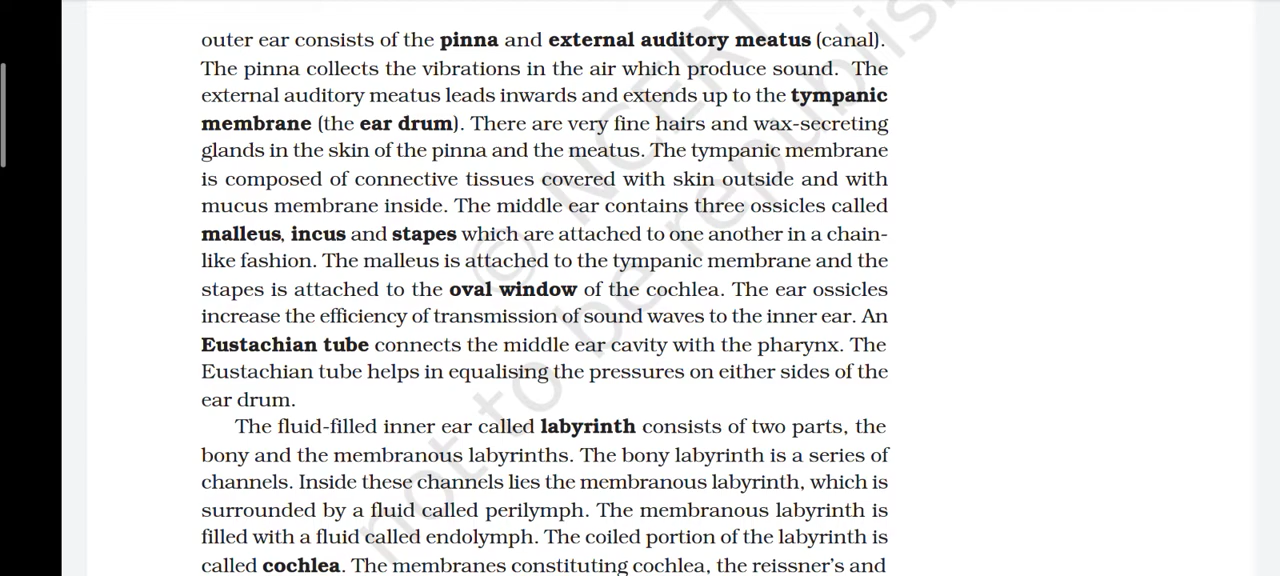 outer ear consists of the pinna and external auditory meatus (canal).
The pinna collects the vibrations in the air which produce sound. The
external auditory meatus leads inwards and extends up to the tympanic
membrane (the ear drum). There are very fine hairs and wax-secreting
glands in the skin of the pinna and the meatus. The tympanic membrane
is composed of connective tissues covered with skin outside and with
mucus membrane inside. The middle ear contains three ossicles called
malleus, incus and stapes which are attached to one another in a chain-
like fashion. The malleus is attached to the tympanic membrane and the
stapes is attached to the oval window of the cochlea. The ear ossicles
increase the efficiency of transmission of sound waves to the inner ear. An
Eustachian tube connects the middle ear cavity with the pharynx. The
Eustachian tube helps in equalising the pressures on either sides of the
ear drum.
The fluid-filled inner ear called labyrinth consists of two parts, the
bony and the membranous labyrinths. The bony labyrinth is a series of
channels. Inside these channels lies the membranous labyrinth, which is
surrounded by a fluid called perilymph. The membranous labyrinth is
filled with a fluid called endolymph. The coiled portion of the labyrinth is
called cochlea. The membranes constituting cochlea, the reissner's and
© NCERT
not to be republis